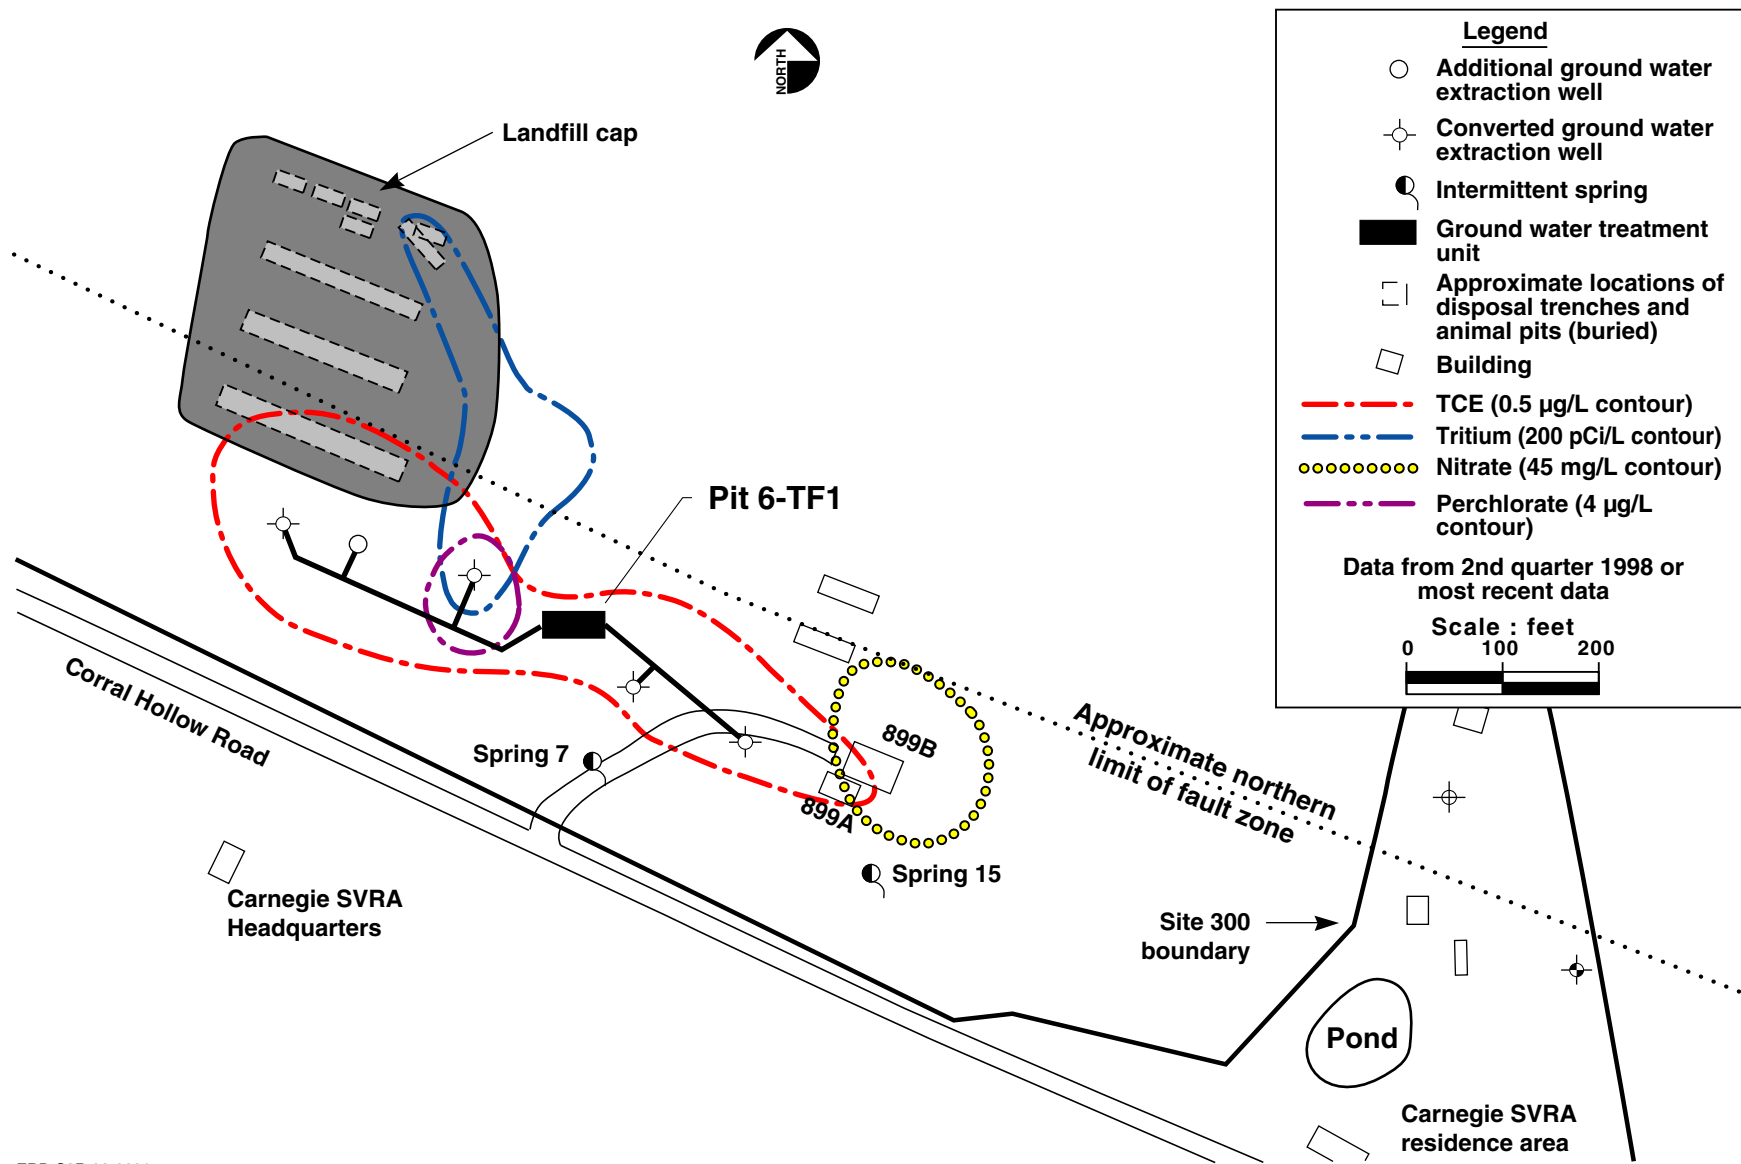 NORTH
Landfill cap
Pit 6-TF1
Corral Hollow Road
Spring 7
899B
899A
Spring 15
Approximate northern
limit of fault zone
Carnegie SVRA
Headquarters
Site 300
boundary
Pond
Carnegie SVRA
residence area
Legend
Additional ground water
extraction well
Converted ground water
extraction well
Intermittent spring
Ground water treatment
unit
Approximate locations of
disposal trenches and
animal pits (buried)
Building
TCE (0.5 µg/L contour)
Tritium (200 pCi/L contour)
Nitrate (45 mg/L contour)
Perchlorate (4 µg/L
contour)
Data from 2nd quarter 1998 or
most recent data
Scale : feet
0 100 200